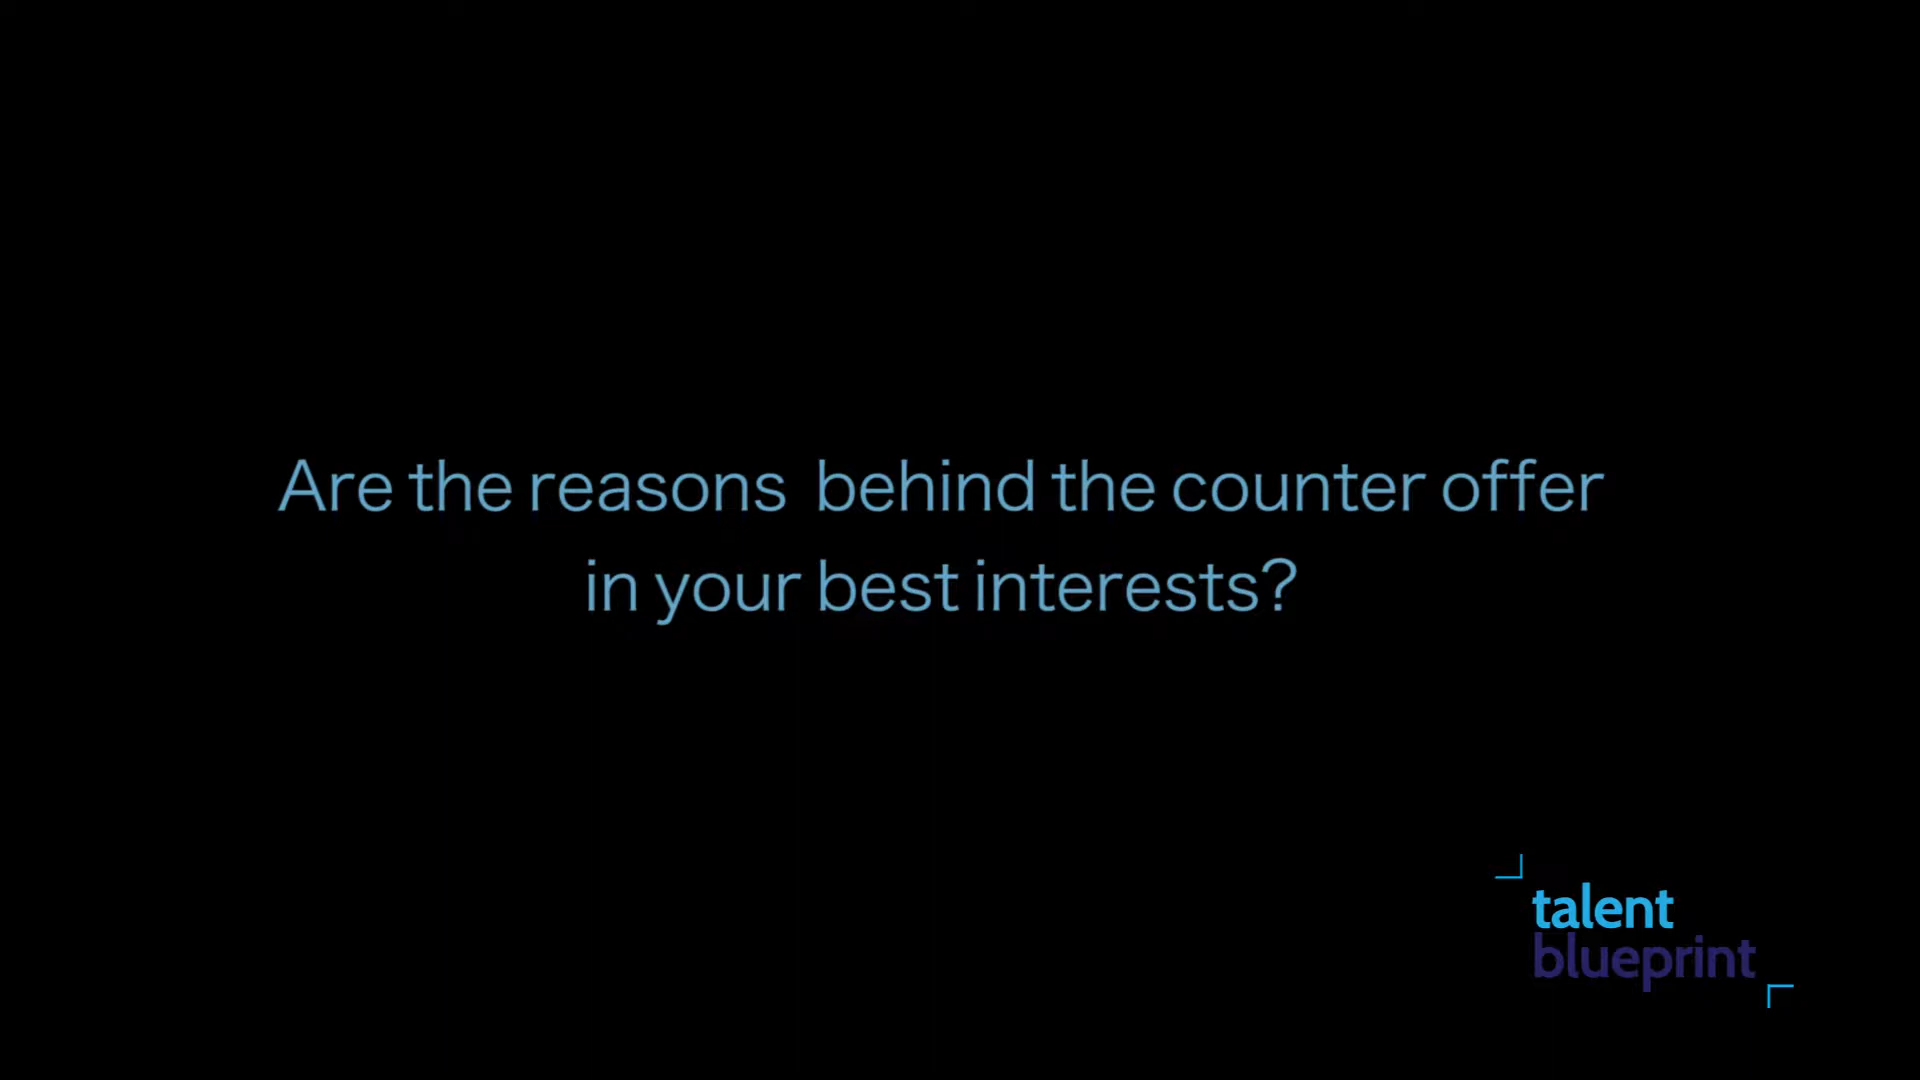 Are the reasons  behind the counter offer
in your best interests?
talent
blueprint